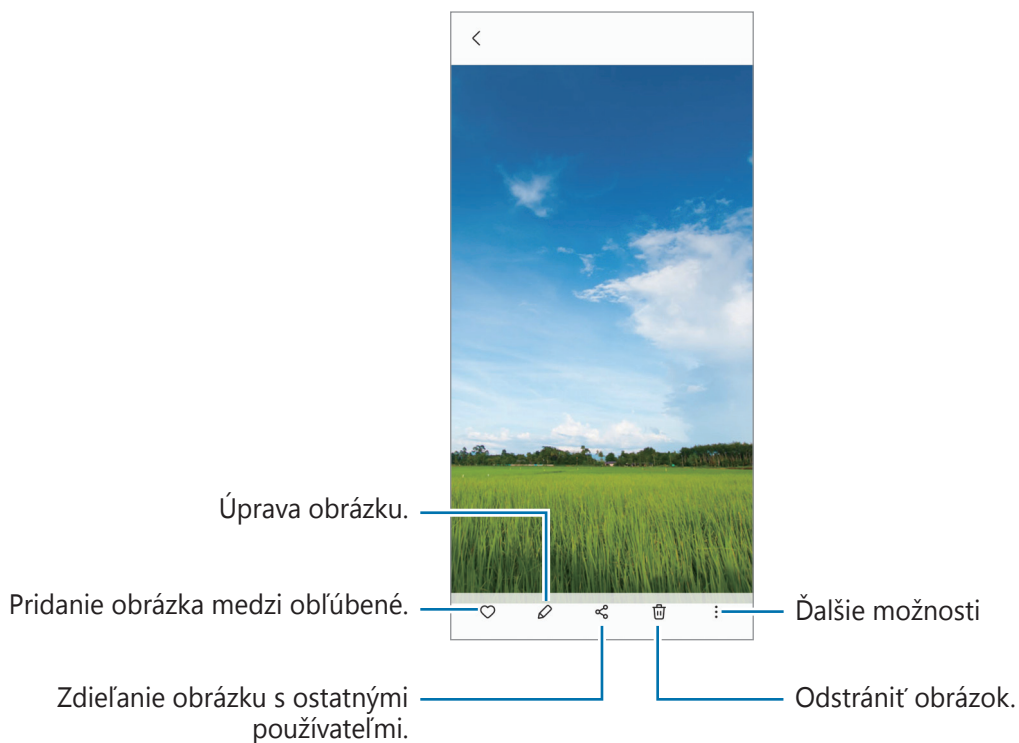 Úprava obrázku.
Pridanie obrázka medzi obľúbené.
Ďalšie možnosti
Zdieľanie obrázku s ostatnými
používateľmi.
Odstrániť obrázok.